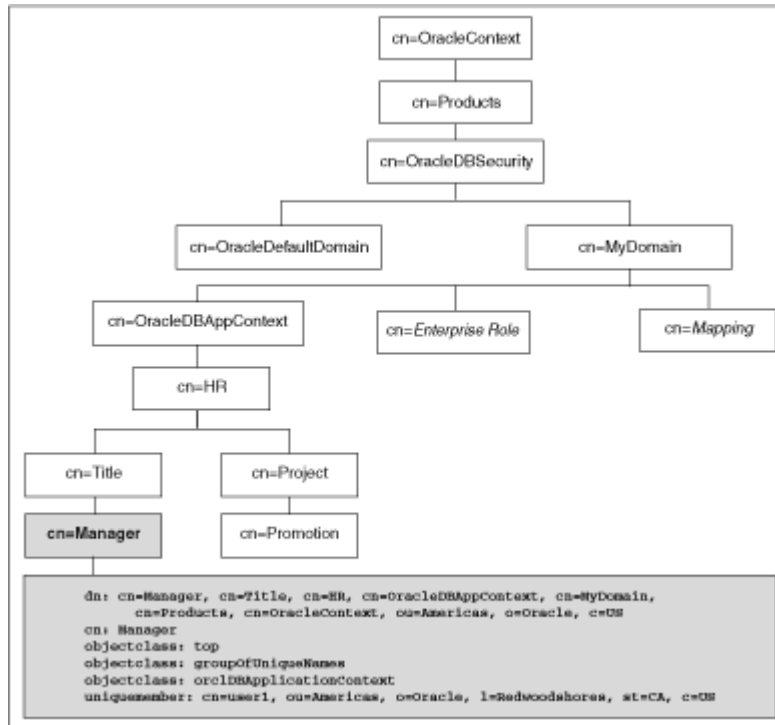 cn=OracleContext
cn=Products
cn=OracleDBSecurity
cn=OracleDefaultDomain
cn=MyDomain
cn=OracleDBAppContext
cn=Enterprise Role
cn=Mapping
cn=HR
cn=Title
cn=Project
cn=Manager
cn=Promotion
dn: cn=Manager, cn=Title, cn=HR, cn=OracleDBAppContext, cn=MyDomain,
cn=Products, cn=OracleContext, ou=Americas, o=Oracle, c=US
cn: Manager
objectclass: top
objectclass: groupOfUniqueNames
objectclass: orclDBApplicationContext
uniquemember: cn=user1, ou=Americas, o=Oracle, l=Redwoodshores, st=CA, c=US